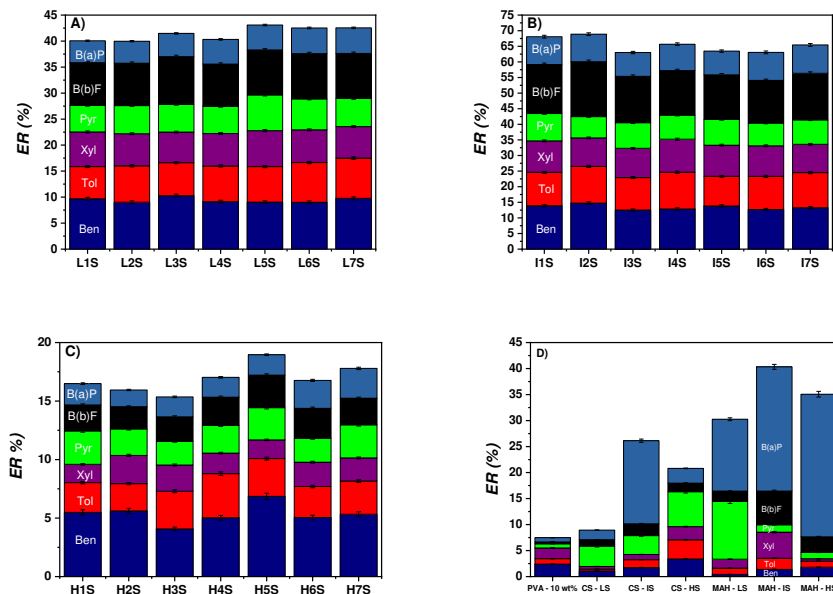 A)
ER (%)
45
40
35
30
25
20
15
10
5
0
B(a)P
B(b)F
Pyr
Xyl
Tol
Ben
L1S L2S L3S L4S L5S L6S L7S
B)
ER (%)
75
70
65
60
55
50
45
40
35
30
25
20
15
10
5
0
B(a)P
B(b)F
Pyr
Xyl
Tol
Ben
I1S I2S I3S I4S I5S I6S I7S
C)
ER %)
20
15
10
5
0
B(a)P
B(b)F
Pyr
Xyl
Tol
Ben
H1S H2S H3S H4S H5S H6S H7S
D)
ER (%)
45
40
35
30
25
20
15
10
5
0
B(a)P
B(b)F
Pyr
Xyl
Tol
Ben
PVA - 10 wt% CS - LS CS - IS CS - HS MAH - LS MAH - IS MAH - HS